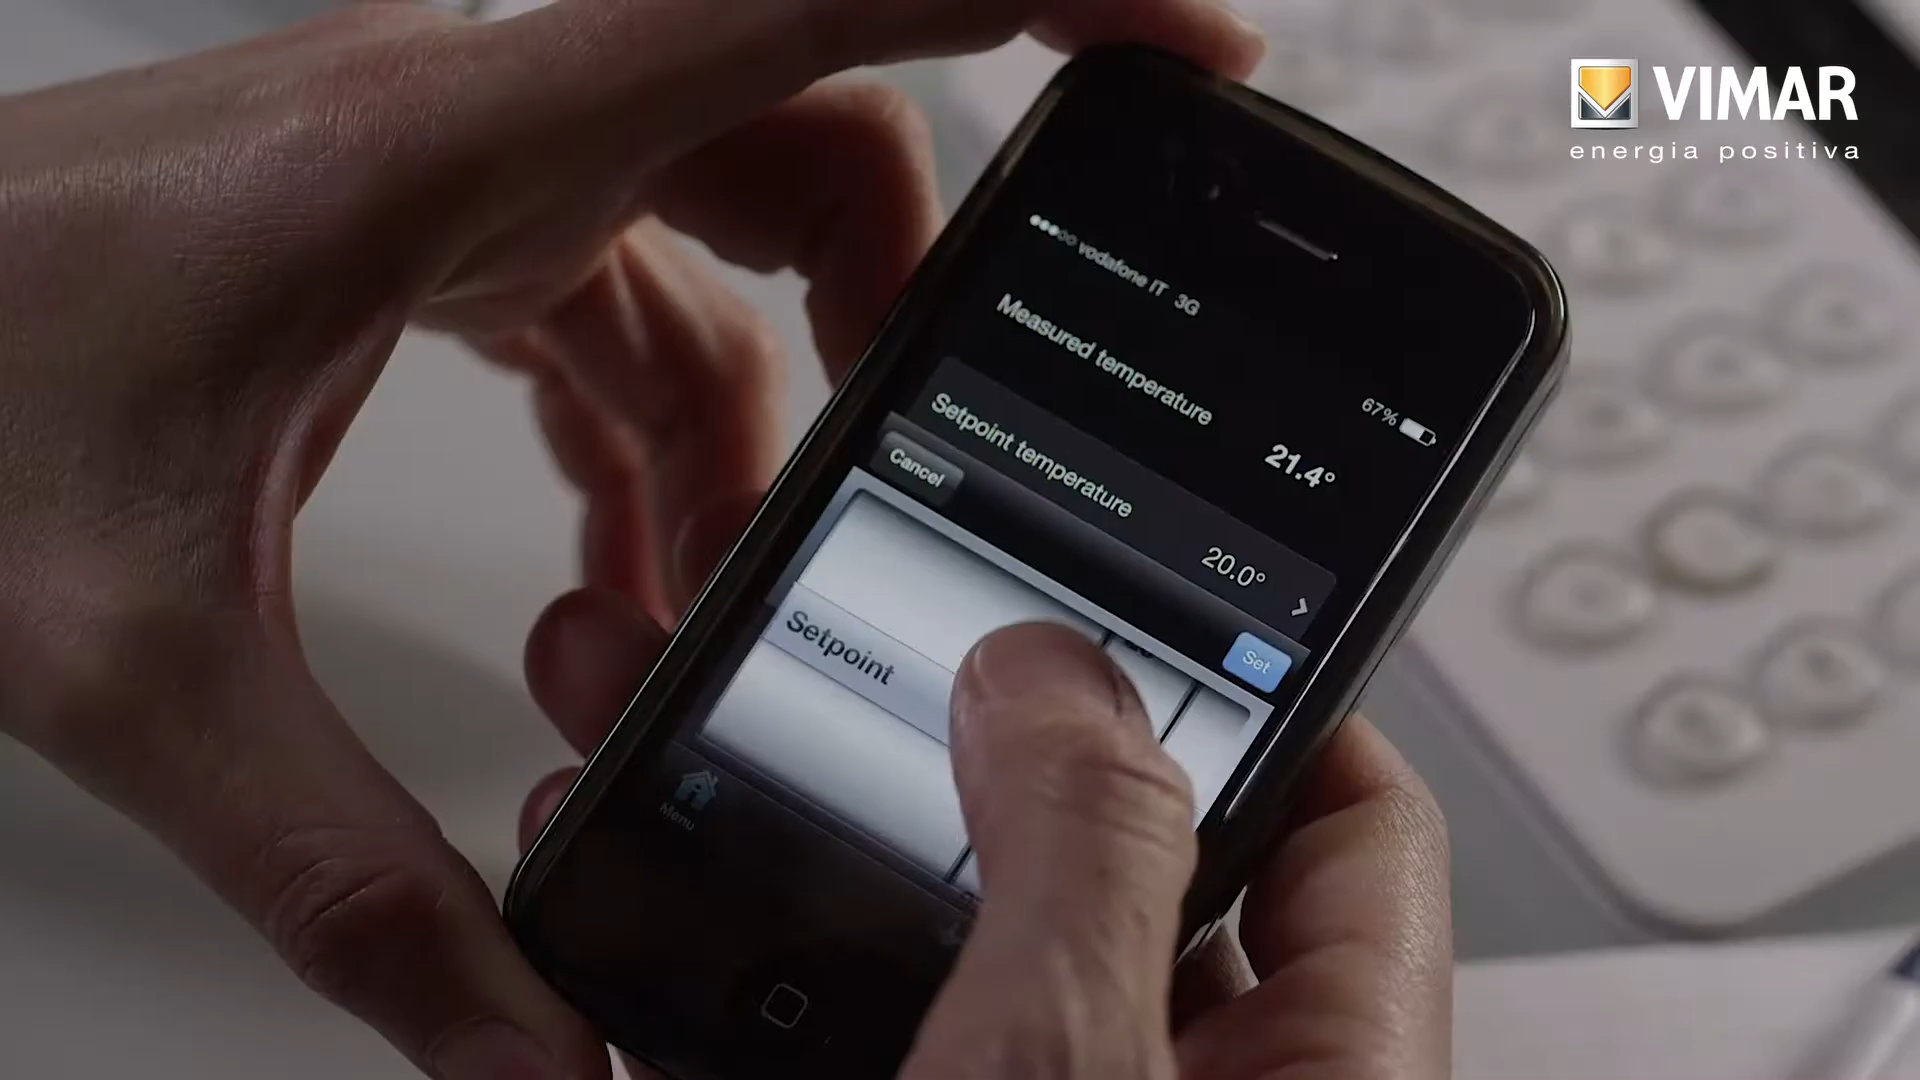 VIMAR
energia positiva
vodafone IT 3G
67%
Measured temperature
21.4°
Setpoint temperature
20.0°
Cancel
Set
Setpoint
Menu